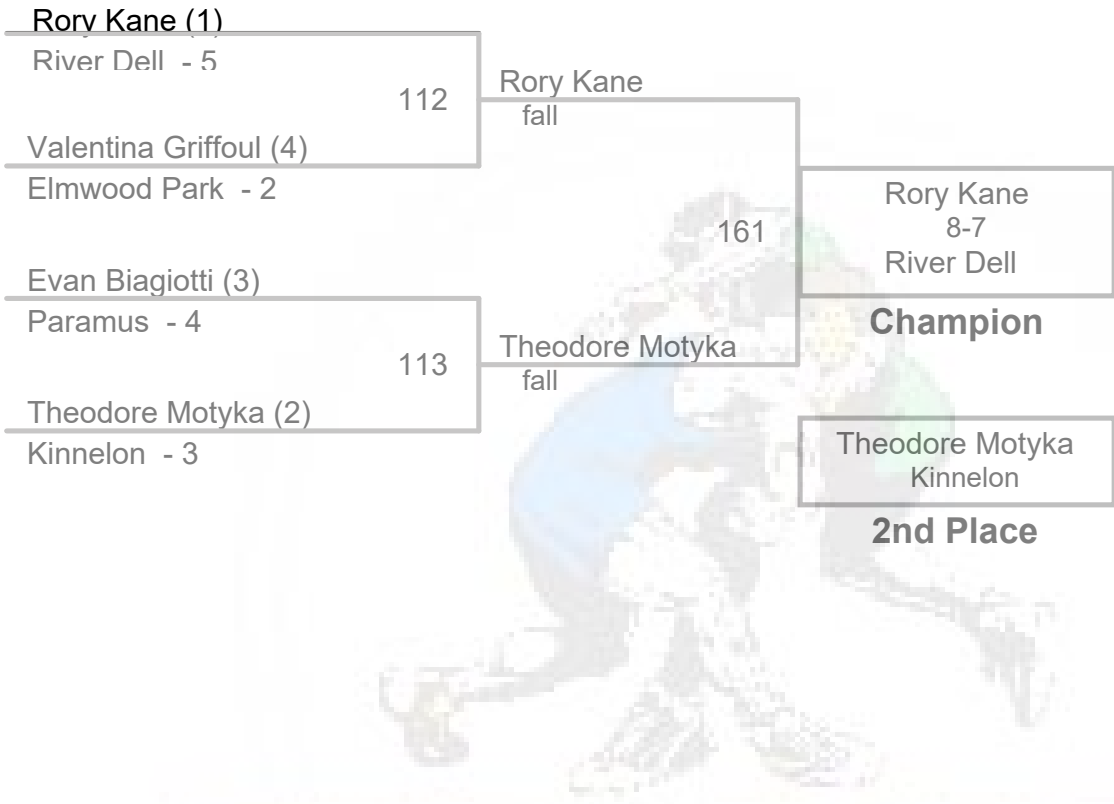 Rory Kane (1)
River Dell - 5
112
Valentina Griffoul (4)
Elmwood Park - 2
Evan Biagiotti (3)
Paramus - 4
113
Theodore Motyka (2)
Kinnelon - 3
Rory Kane
fall
161
Theodore Motyka
fall
Rory Kane
8-7
River Dell
Champion
Theodore Motyka
Kinnelon
2nd Place